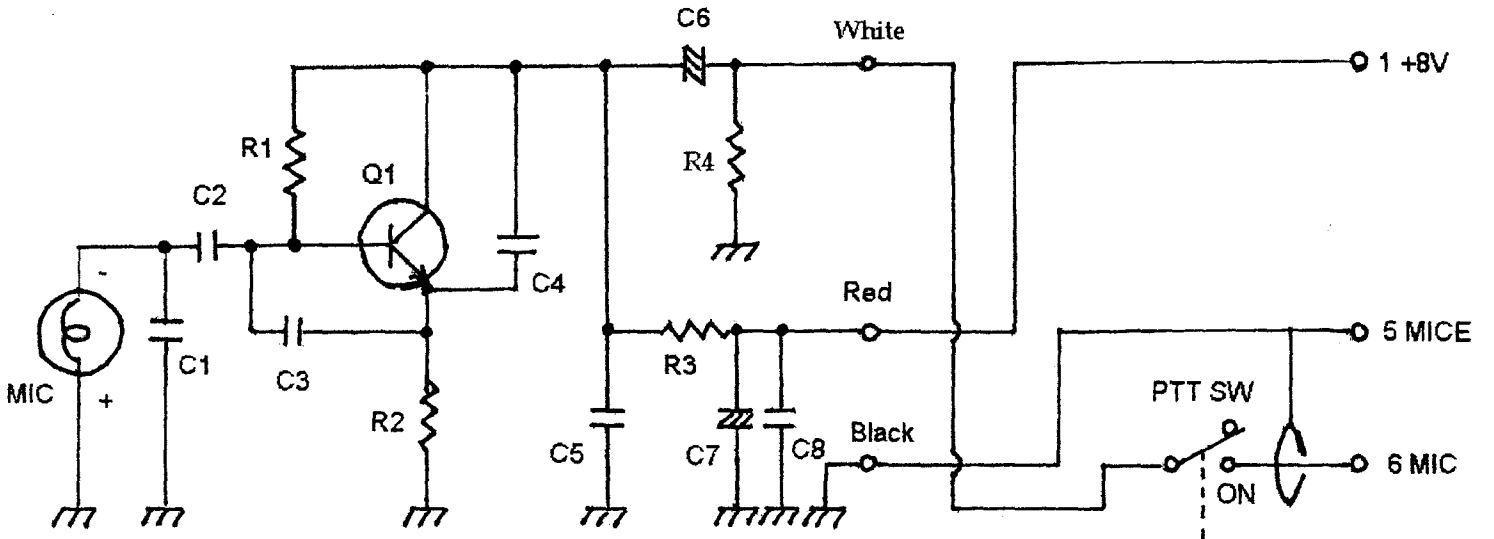 C6
White
1 +8V
R1
Q1
R4
C2
C4
Red
- 
5 MICE
R3
MIC
C1
C3
+
R2
PTT SW
C5
C7
C8
Black
6 MIC
ON